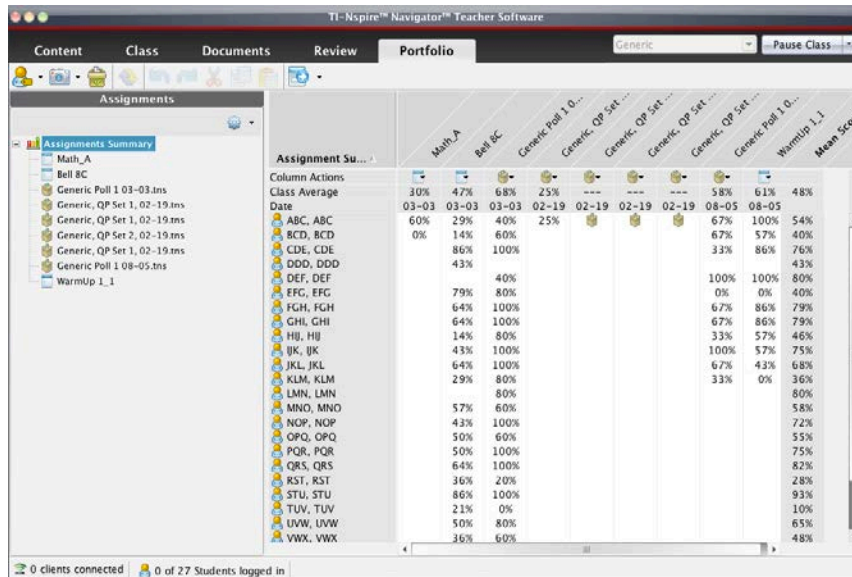 TI-Nspire™ Navigator™ Teacher Software
Content Class Documents Review Portfolio Generic Pause Class
Assignments
Assignments Summary
Math_A
Bell 8C
Generic Poll 1 03-03.tns
Generic, QP Set 1, 02-19.tns
Generic, QP Set 2, 02-19.tns
Generic, QP Set 1, 02-19.tns
Generic Poll 1 08-05.tns
WarmUp 1_1
Assignment Su... Math_A Bell 8C Generic Poll 1 0... Generic, QP Set ... Generic, QP Set ... Generic, QP Set ... Generic, QP Set ... Generic Poll 1 0... WarmUp 1_1 Mean Sco
Column Actions
Class Average 30% 47% 68% 25% --- --- --- 58% 61% 48%
Date 03-03 03-03 03-03 02-19 02-19 02-19 02-19 08-05 08-05
ABC, ABC 60% 29% 40% 25% 67% 100% 54%
BCD, BCD 0% 14% 60% 67% 57% 40%
CDE, CDE 86% 100% 33% 86% 76%
DDD, DDD 43% 43%
DEF, DEF 40% 100% 100% 80%
EFG, EFG 79% 80% 0% 0% 40%
FGH, FGH 64% 100% 67% 86% 79%
GHI, GHI 64% 100% 67% 86% 79%
HIJ, HIJ 14% 80% 33% 57% 46%
IJK, IJK 43% 100% 100% 57% 75%
JKL, JKL 64% 100% 67% 43% 68%
KLM, KLM 29% 80% 33% 0% 36%
LMN, LMN 80% 80%
MNO, MNO 57% 60% 58%
NOP, NOP 43% 100% 72%
OPQ, OPQ 50% 60% 55%
PQR, PQR 50% 100% 75%
QRS, QRS 64% 100% 82%
RST, RST 36% 20% 28%
STU, STU 86% 100% 93%
TUV, TUV 21% 0% 10%
UVW, UVW 50% 80% 65%
VWX, VWX 36% 60% 48%
0 clients connected 0 of 27 Students logged in